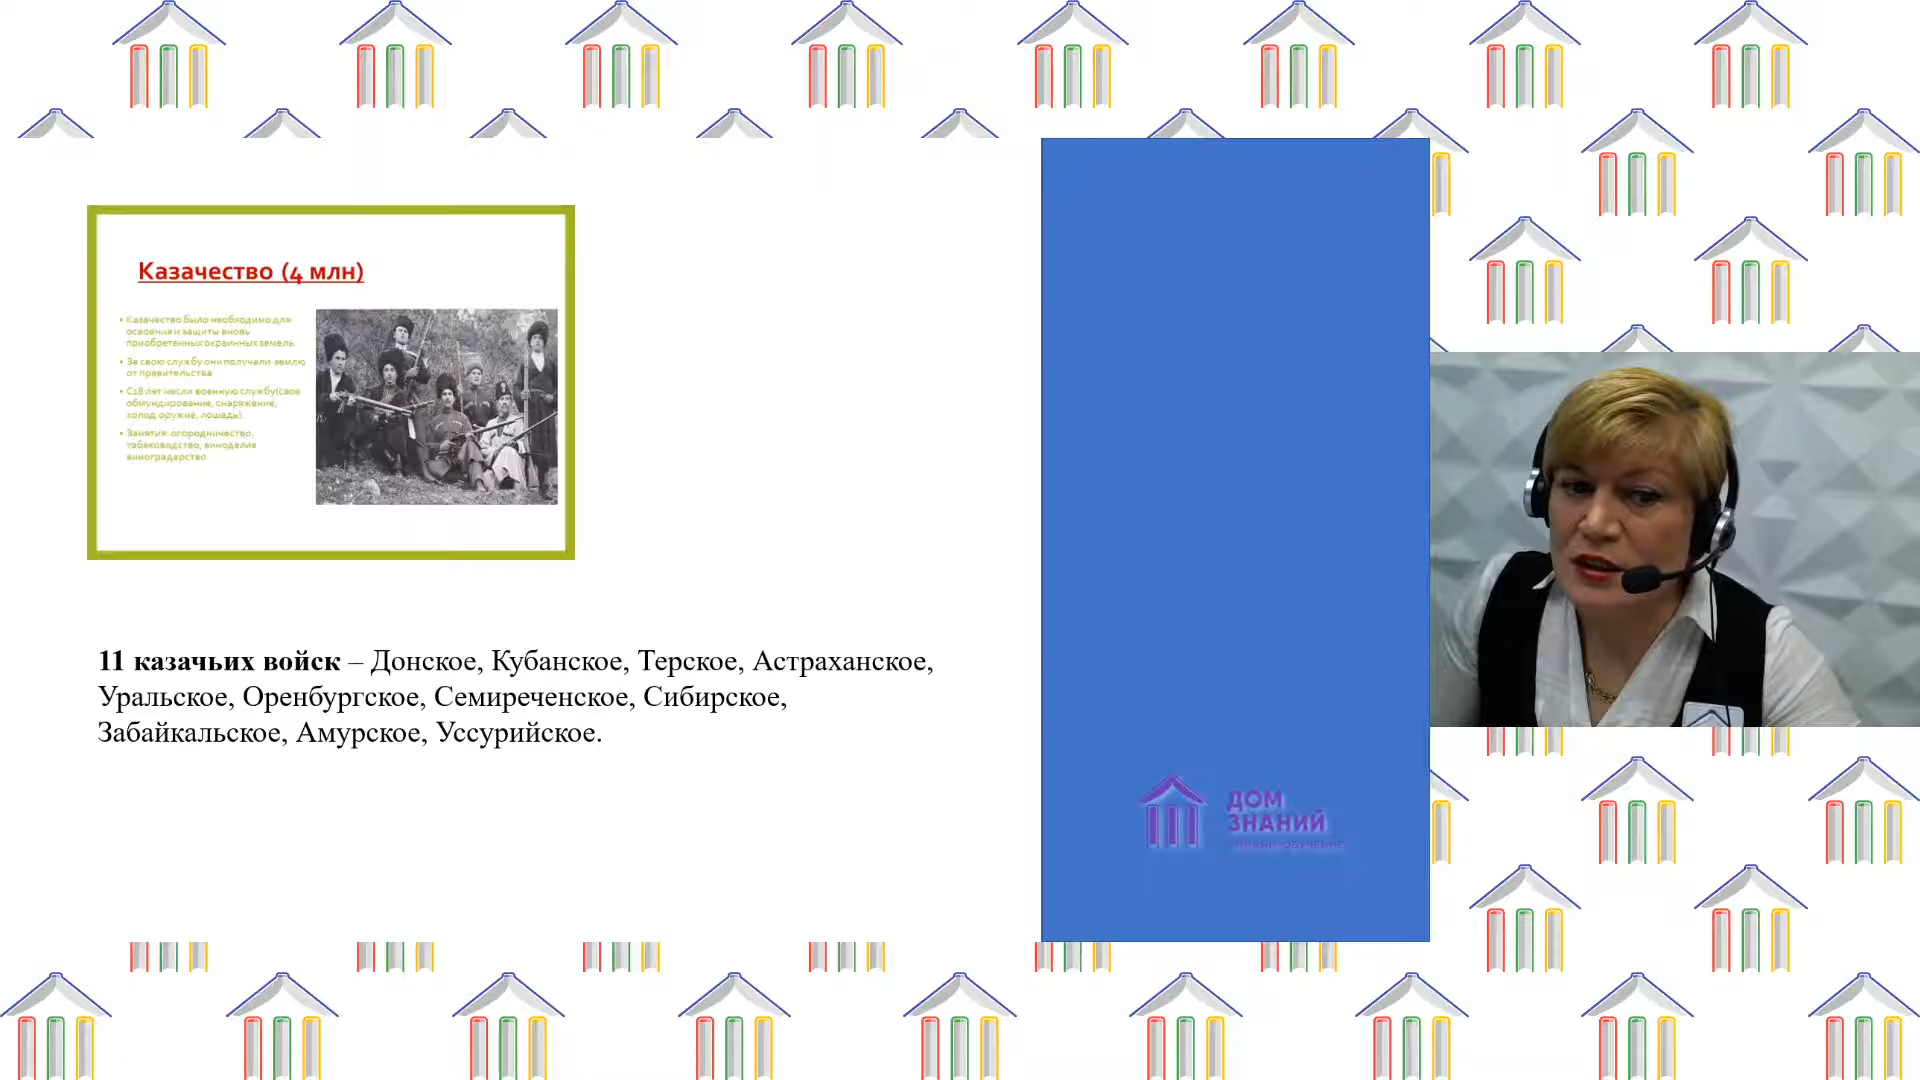 Казачество (4 млн)
• Казачество было необходимо для
освоения и защиты вновь
приобретенных окраинных земель
• За свою службу они получали землю
от правительства
• С18 лет несли военную службу(свое
обмундирование, снаряжение,
холод. оружие, лошадь).
• Занятия: огородничество,
табаководство, виноделие
виноградарство
11 казачьих войск – Донское, Кубанское, Терское, Астраханское,
Уральское, Оренбургское, Семиреченское, Сибирское,
Забайкальское, Амурское, Уссурийское.
ДОМ
ЗНАНИЙ